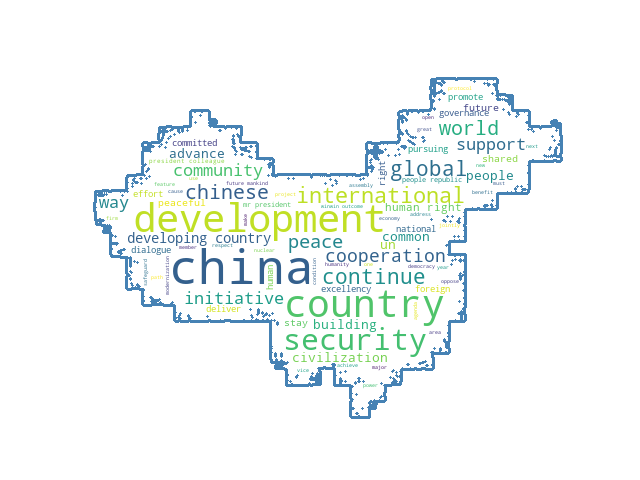 protect
promote
future
open
governance
great
world
committed
advance
president colleague
support
pursuing
next
shared
new
community
cause
feature
global
right
people
people republic
must
benefit
future mankind
assembly
chinese
effort
peaceful
project
mr president
international
human right
economy
address
way
fire
make
development
national
common
un
developing country
dialogue
member
respect
peace
cooperation
nuclear
humanity
democracy
year
china
country
condition
continue
human
safeguard
modernization
excellency
foreign
oppose
initiative
deliver
stay
building
area
security
civilization
vice
achieve
major
power